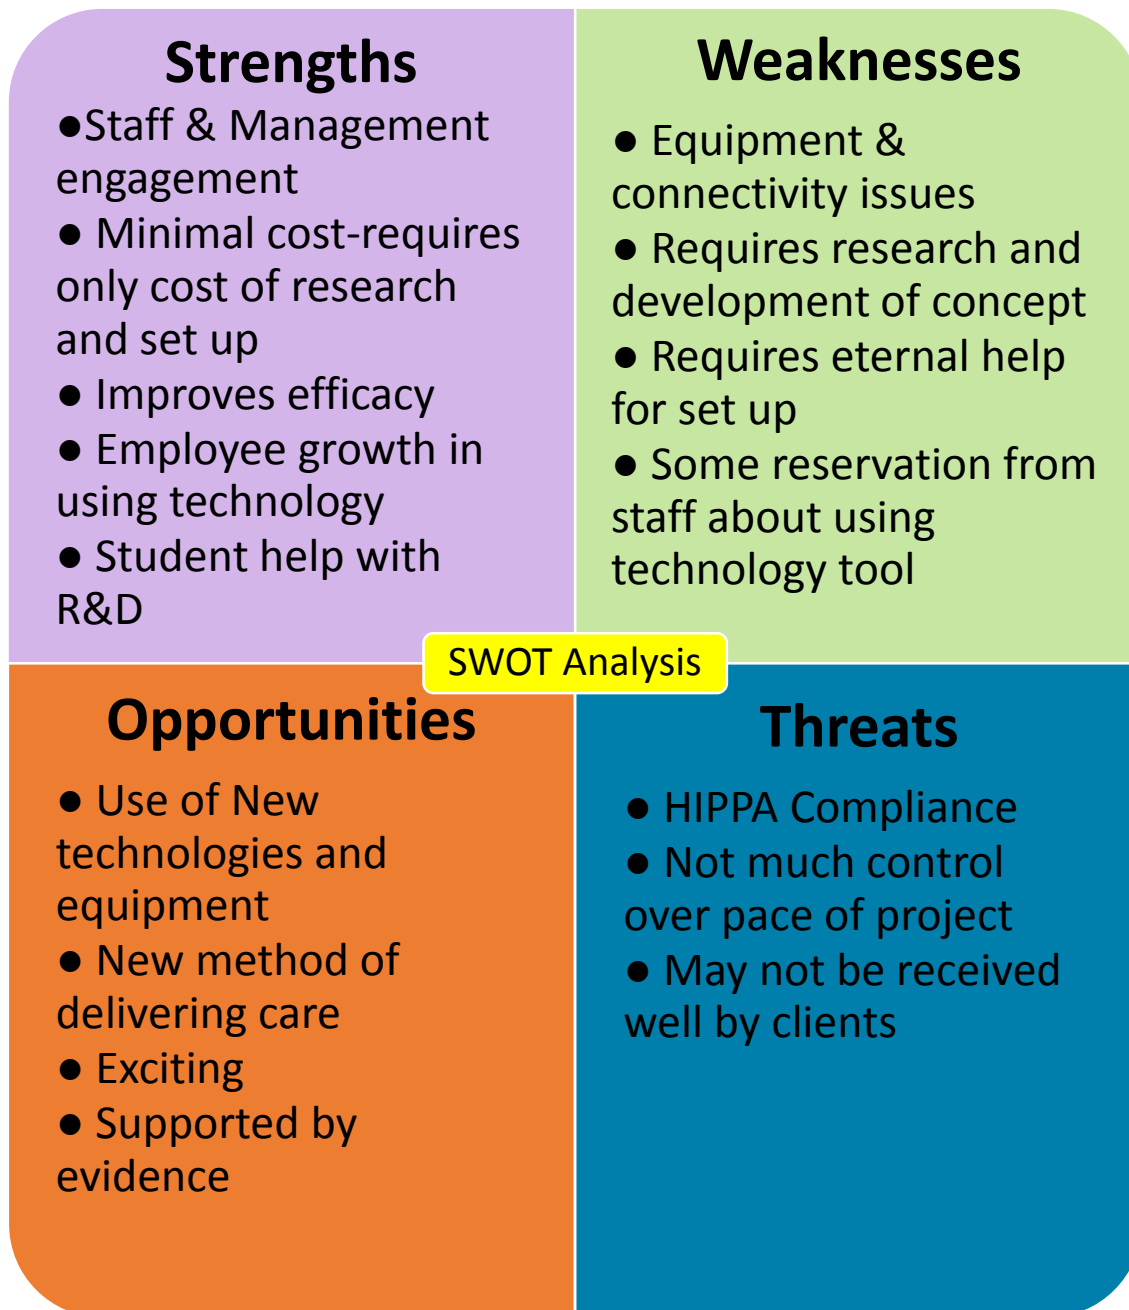 Strengths
●Staff & Management
engagement
● Minimal cost-requires
only cost of research
and set up
● Improves efficacy
● Employee growth in
using technology
● Student help with
R&D
Weaknesses
● Equipment &
connectivity issues
● Requires research and
development of concept
● Requires eternal help
for set up
● Some reservation from
staff about using
technology tool
SWOT Analysis
Opportunities
● Use of New
technologies and
equipment
● New method of
delivering care
● Exciting
● Supported by
evidence
Threats
● HIPPA Compliance
● Not much control
over pace of project
● May not be received
well by clients